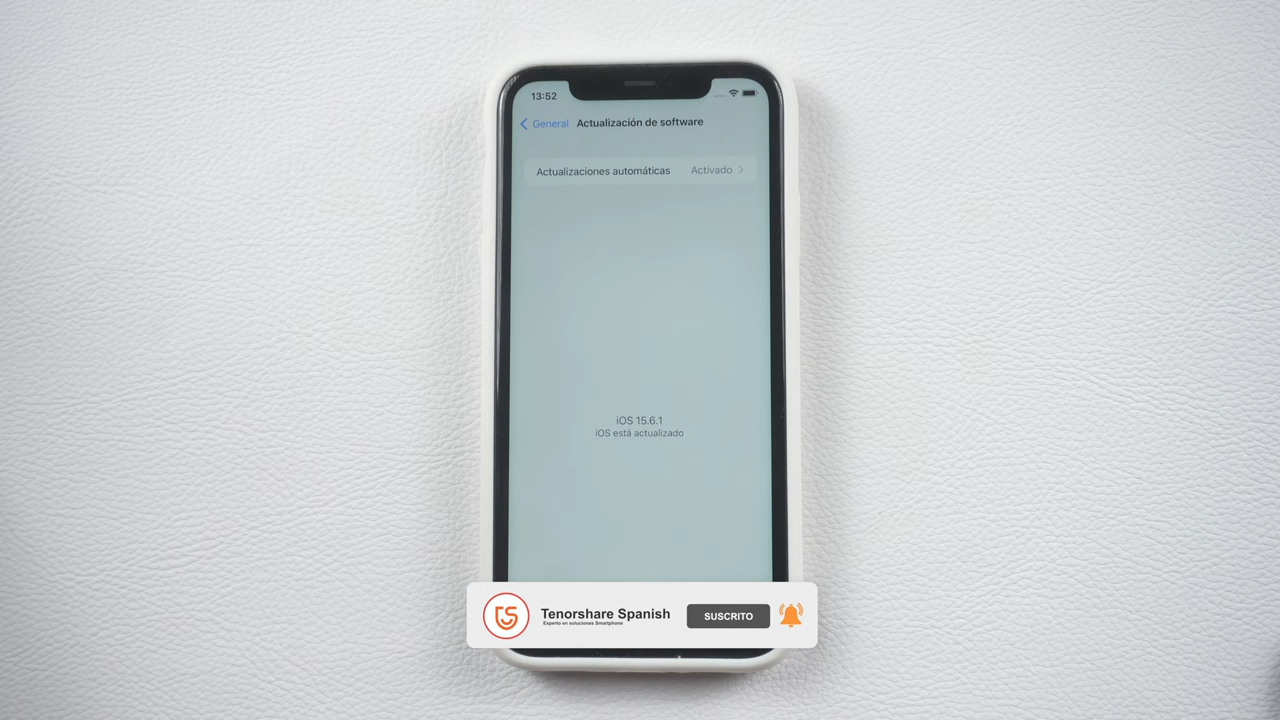 13:52
General
Actualización de software
Actualizaciones automáticas
Activado
iOS 15.6.1
iOS está actualizado
Tenorshare Spanish
Experto en soluciones Smartphone
SUSCRITO